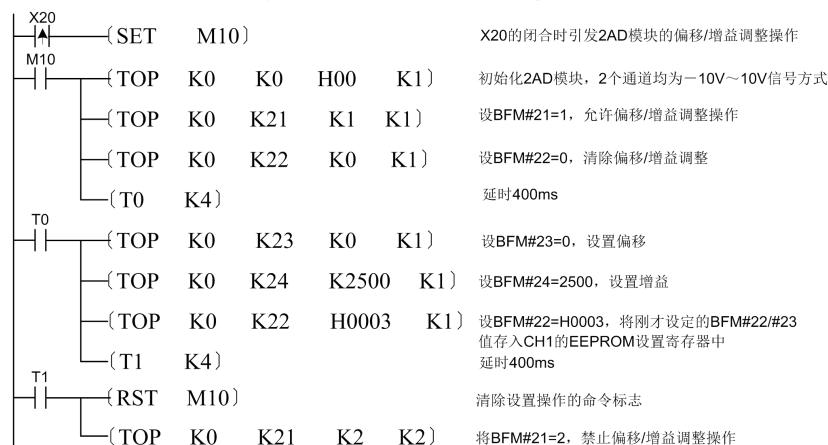 X20
(SET M10) X20的闭合时引发2AD模块的偏移/增益调整操作
M10
(TOP K0 K0 H00 K1) 初始化2AD模块，2个通道均为－10V～10V信号方式
(TOP K0 K21 K1 K1) 设BFM#21=1，允许偏移/增益调整操作
(TOP K0 K22 K0 K1) 设BFM#22=0，清除偏移/增益调整
(T0 K4) 延时400ms
T0
(TOP K0 K23 K0 K1) 设BFM#23=0，设置偏移
(TOP K0 K24 K2500 K1) 设BFM#24=2500，设置增益
(TOP K0 K22 H0003 K1) 设BFM#22=H0003，将刚才设定的BFM#22/#23
值存入CH1的EEPROM设置寄存器中
(T1 K4) 延时400ms
T1
(RST M10) 清除设置操作的命令标志
(TOP K0 K21 K2 K2) 将BFM#21=2，禁止偏移/增益调整操作